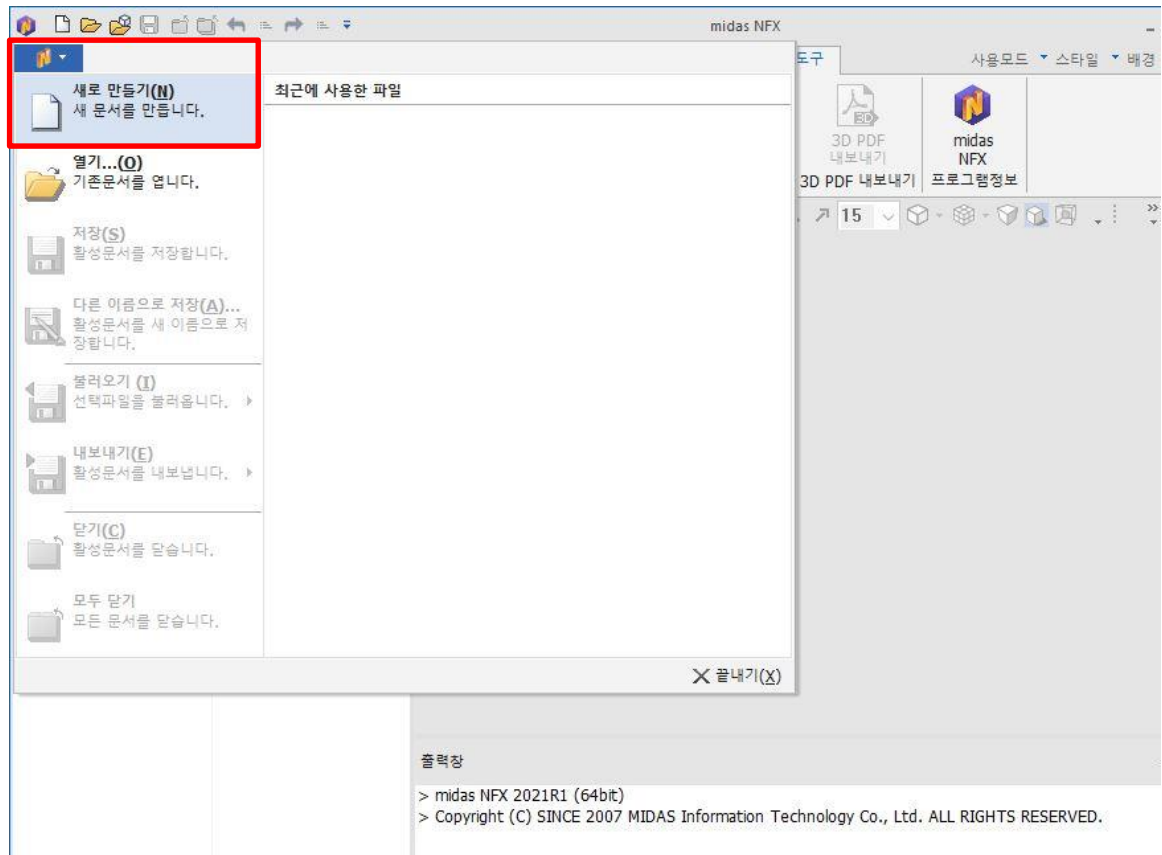 midas NFX
도구
사용모드
스타일
배경
새로 만들기(N)
새 문서를 만듭니다.
최근에 사용한 파일
열기...(O)
기존문서를 엽니다.
저장(S)
활성문서를 저장합니다.
다른 이름으로 저장(A)...
활성문서를 새 이름으로 저
장합니다.
불러오기 (I)
선택파일을 불러옵니다.
내보내기(E)
활성문서를 내보냅니다.
닫기(C)
활성문서를 닫습니다.
모두 닫기
모든 문서를 닫습니다.
끝내기(X)
3D PDF
내보내기
3D PDF 내보내기
midas
NFX
프로그램정보
15
출력창
> midas NFX 2021R1 (64bit)
> Copyright (C) SINCE 2007 MIDAS Information Technology Co., Ltd. ALL RIGHTS RESERVED.